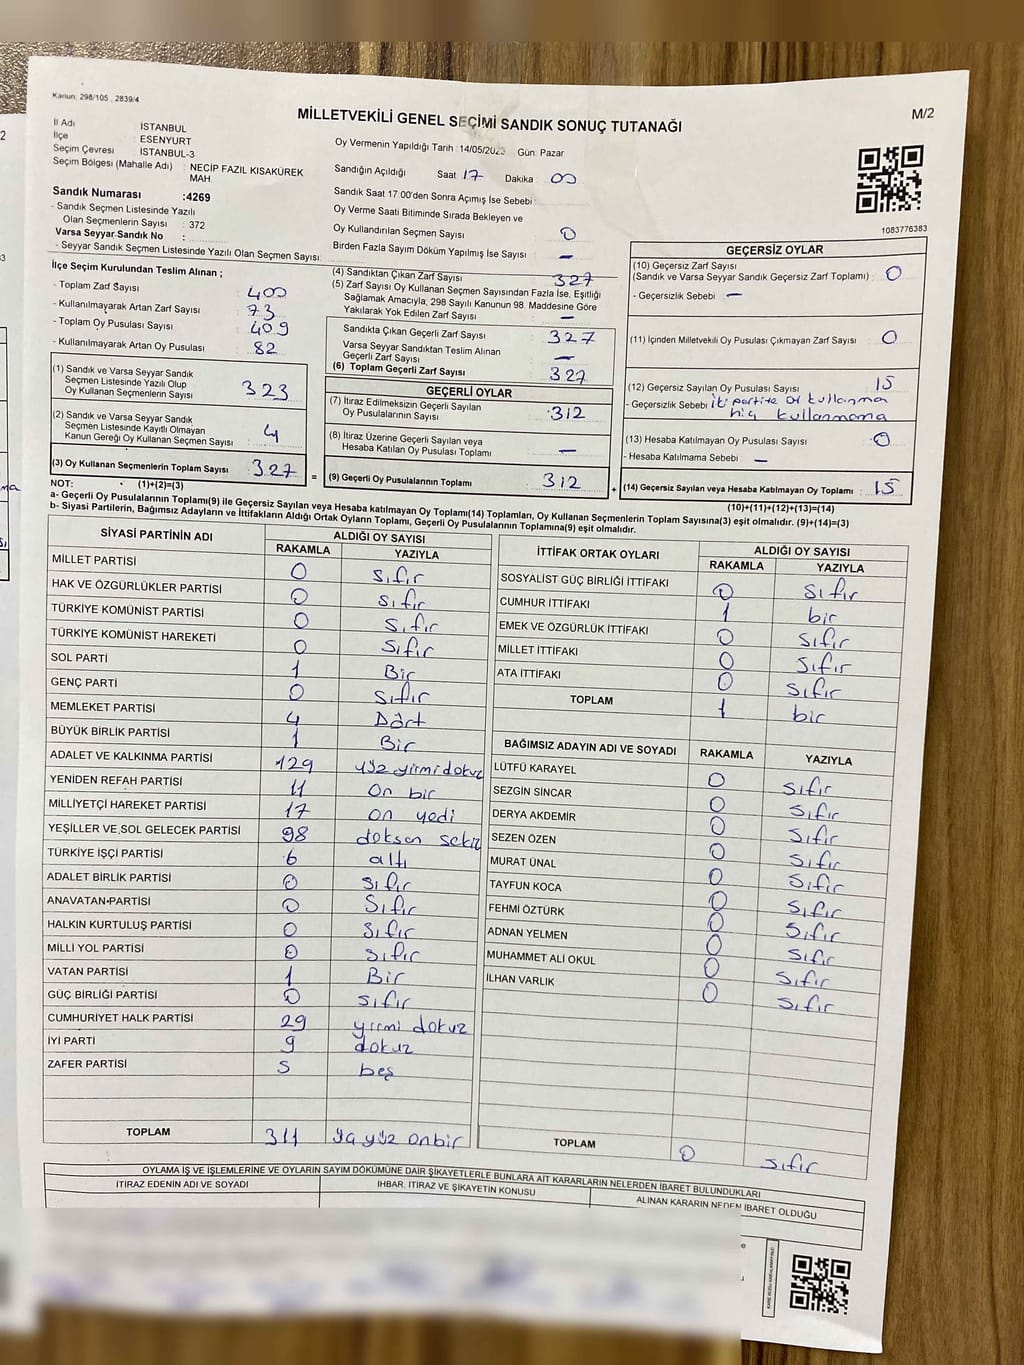 Kanun: 298/105 , 2839/4
MİLLETVEKİLİ GENEL SEÇİMİ SANDIK SONUÇ TUTANAĞI
M/2
İl Adı İSTANBUL
İlçe ESENYURT
Seçim Çevresi İSTANBUL-3
Seçim Bölgesi (Mahalle Adı) : NECİP FAZIL KISAKÜREK
MAH.
Sandık Numarası :4269
- Sandık Seçmen Listesinde Yazılı
Olan Seçmenlerin Sayısı : 372
Varsa Seyyar Sandık No :
- Seyyar Sandık Seçmen Listesinde Yazılı Olan Seçmen Sayısı
Oy Vermenin Yapıldığı Tarih :14/05/2023 Gün: Pazar
Sandığın Açıldığı Saat 17 Dakika 00
Sandık Saat 17:00'den Sonra Açımış İse Sebebi:
Oy Verme Saati Bitiminde Sırada Bekleyen ve
Oy Kullandırılan Seçmen Sayısı 0
Birden Fazla Sayım Döküm Yapılmış İse Sayısı —
1083776383
İlçe Seçim Kurulundan Teslim Alınan ;
- Toplam Zarf Sayısı : 400
- Kullanılmayarak Artan Zarf Sayısı : 73
- Toplam Oy Pusulası Sayısı : 409
- Kullanılmayarak Artan Oy Pusulası : 82
(1) Sandık ve Varsa Seyyar Sandık
Seçmen Listesinde Yazılı Olup
Oy Kullanan Seçmenlerin Sayısı : 323
(2) Sandık ve Varsa Seyyar Sandık
Seçmen Listesinde Kayıtlı Olmayan
Kanun Gereği Oy Kullanan Seçmen Sayısı : 4
(3) Oy Kullanan Seçmenlerin Toplam Sayısı : 327
(4) Sandıktan Çıkan Zarf Sayısı 327
(5) Zarf Sayısı Oy Kullanan Seçmen Sayısından Fazla İse, Eşitliği
Sağlamak Amacıyla, 298 Sayılı Kanunun 98. Maddesine Göre
Yakılarak Yok Edilen Zarf Sayısı —
Sandıkta Çıkan Geçerli Zarf Sayısı : 327
Varsa Seyyar Sandıktan Teslim Alınan
Geçerli Zarf Sayısı —
(6) Toplam Geçerli Zarf Sayısı 327
GEÇERLİ OYLAR
(7) İtiraz Edilmeksizin Geçerli Sayılan
Oy Pusulalarının Sayısı : 312
(8) İtiraz Üzerine Geçerli Sayılan veya
Hesaba Katılan Oy Pusulası Toplamı —
= (9) Geçerli Oy Pusulalarının Toplamı : 312
GEÇERSİZ OYLAR
(10) Geçersiz Zarf Sayısı
(Sandık ve Varsa Seyyar Sandık Geçersiz Zarf Toplamı) : 0
- Geçersizlik Sebebi : —
(11) İçinden Milletvekili Oy Pusulası Çıkmayan Zarf Sayısı : 0
(12) Geçersiz Sayılan Oy Pusulası Sayısı 15
- Geçersizlik Sebebi iki partiye oy kullanma
hiç kullanmama
(13) Hesaba Katılmayan Oy Pusulası Sayısı : 0
- Hesaba Katılmama Sebebi : —
+ (14) Geçersiz Sayılan veya Hesaba Katılmayan Oy Toplamı : 15
(10)+(11)+(12)+(13)=(14)
NOT: (1)+(2)=(3)
a- Geçerli Oy Pusulalarının Toplamı(9) ile Geçersiz Sayılan veya Hesaba katılmayan Oy Toplamı(14) Toplamları, Oy Kullanan Seçmenlerin Toplam Sayısına(3) eşit olmalıdır. (9)+(14)=(3)
b- Siyasi Partilerin, Bağımsız Adayların ve İttifakların Aldığı Ortak Oyların Toplamı, Geçerli Oy Pusulalarının Toplamına(9) eşit olmalıdır.
SİYASİ PARTİNİN ADI ALDIĞI OY SAYISI
RAKAMLA YAZIYLA
MİLLET PARTİSİ 0 sıfır
HAK VE ÖZGÜRLÜKLER PARTİSİ 0 sıfır
TÜRKİYE KOMÜNİST PARTİSİ 0 sıfır
TÜRKİYE KOMÜNİST HAREKETİ 0 sıfır
SOL PARTİ 1 Bir
GENÇ PARTİ 0 sıfır
MEMLEKET PARTİSİ 4 Dört
BÜYÜK BİRLİK PARTİSİ 1 Bir
ADALET VE KALKINMA PARTİSİ 129 yüz yirmi dokuz
YENİDEN REFAH PARTİSİ 11 On bir
MİLLİYETÇİ HAREKET PARTİSİ 17 on yedi
YEŞİLLER VE SOL GELECEK PARTİSİ 98 doksan sekiz
TÜRKİYE İŞÇİ PARTİSİ 6 altı
ADALET BİRLİK PARTİSİ 0 sıfır
ANAVATAN PARTİSİ 0 Sıfır
HALKIN KURTULUŞ PARTİSİ 0 sıfır
MİLLİ YOL PARTİSİ 0 sıfır
VATAN PARTİSİ 1 Bir
GÜÇ BİRLİĞİ PARTİSİ 0 sıfır
CUMHURİYET HALK PARTİSİ 29 yirmi dokuz
İYİ PARTİ 9 dokuz
ZAFER PARTİSİ 5 beş
TOPLAM 311 yüz onbir
İTTİFAK ORTAK OYLARI ALDIĞI OY SAYISI
RAKAMLA YAZIYLA
SOSYALİST GÜÇ BİRLİĞİ İTTİFAKI 0 sıfır
CUMHUR İTTİFAKI 1 bir
EMEK VE ÖZGÜRLÜK İTTİFAKI 0 sıfır
MİLLET İTTİFAKI 0 sıfır
ATA İTTİFAKI 0 sıfır
TOPLAM 1 bir
BAĞIMSIZ ADAYIN ADI VE SOYADI RAKAMLA YAZIYLA
LÜTFÜ KARAYEL 0 sıfır
SEZGİN SİNCAR 0 sıfır
DERYA AKDEMİR 0 sıfır
SEZEN ÖZEN 0 sıfır
MURAT ÜNAL 0 sıfır
TAYFUN KOCA 0 sıfır
FEHMİ ÖZTÜRK 0 sıfır
ADNAN YELMEN 0 sıfır
MUHAMMET ALİ OKUL 0 sıfır
İLHAN VARLIK 0 sıfır
TOPLAM 0 sıfır
OYLAMA İŞ VE İŞLEMLERİNE VE OYLARIN SAYIM DÖKÜMÜNE DAİR ŞİKAYETLERLE BUNLARA AİT KARARLARIN NELERDEN İBARET BULUNDUKLARI
İTİRAZ EDENİN ADI VE SOYADI İHBAR, İTİRAZ VE ŞİKAYETİN KONUSU ALINAN KARARIN NEDEN İBARET OLDUĞU